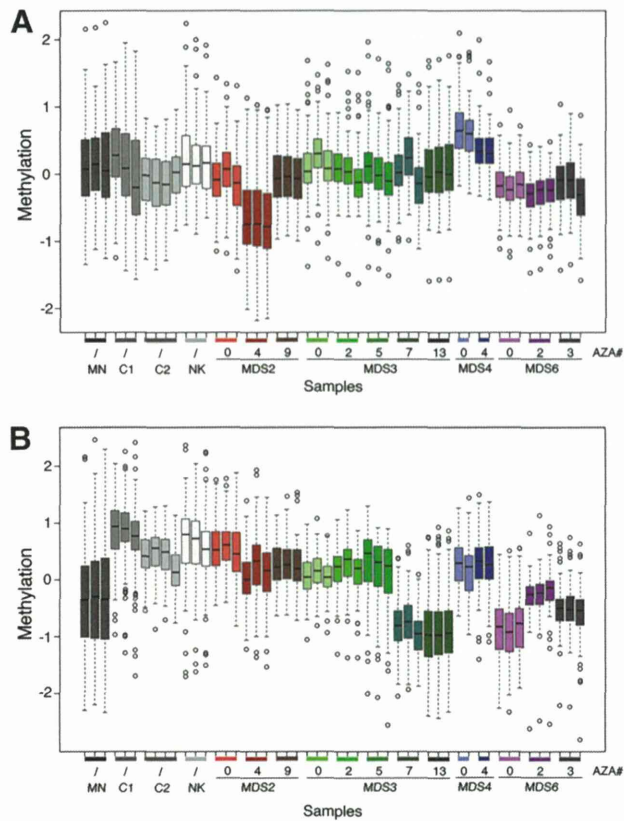 A
2
1
0
-1
-2
Methylation
/ / / / 0 4 9 0 2 5 7 13 0 4 0 2 3 AZA#
MN C1 C2 NK MDS2 MDS3 MDS4 MDS6
Samples
B
2
1
0
-1
-2
Methylation
/ / / / 0 4 9 0 2 5 7 13 0 4 0 2 3 AZA#
MN C1 C2 NK MDS2 MDS3 MDS4 MDS6
Samples